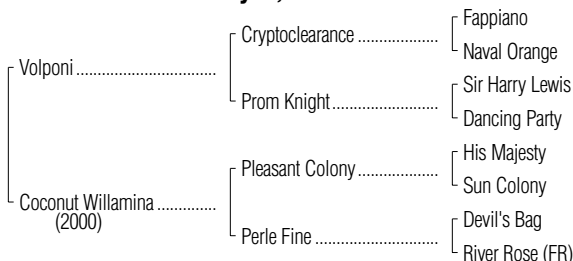 Fappiano
Cryptoclearance ....................
Naval Orange
Volponi ...................................
Sir Harry Lewis
Prom Knight...........................
Dancing Party
His Majesty
Pleasant Colony ....................
Sun Colony
Coconut Willamina ..............
(2000)
Devil's Bag
Perle Fine ...............................
River Rose (FR)